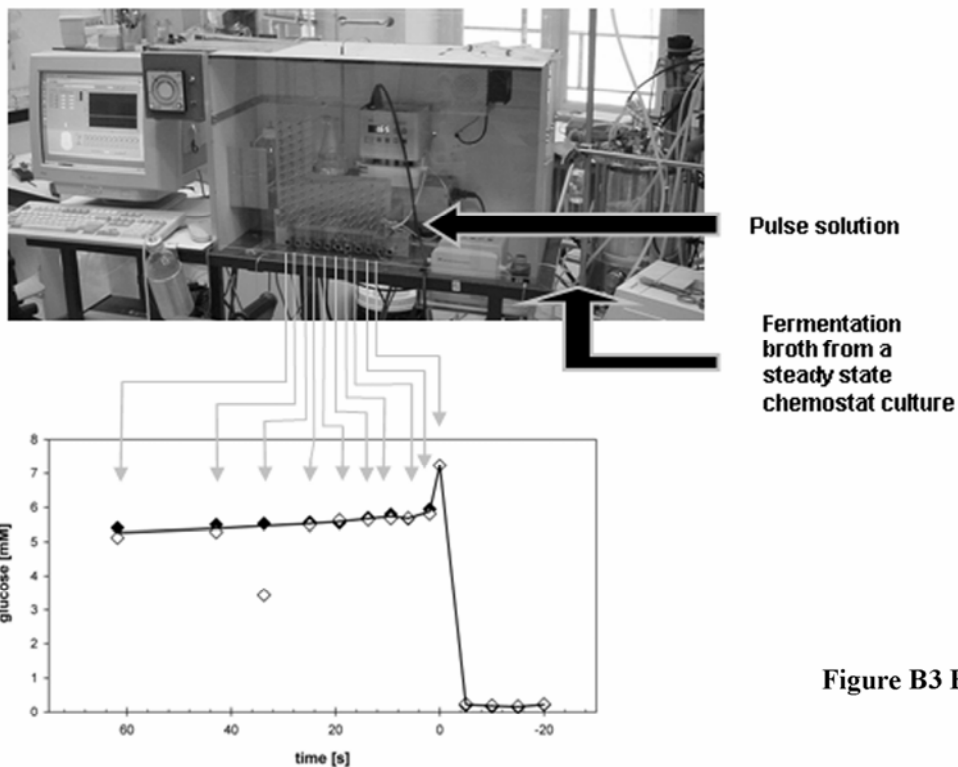 Pulse solution
Fermentation
broth from a
steady state
chemostat culture
8
7
6
5
4
3
2
1
0
glucose [mM]
60
40
20
0
-20
time [s]
Figure B3 B